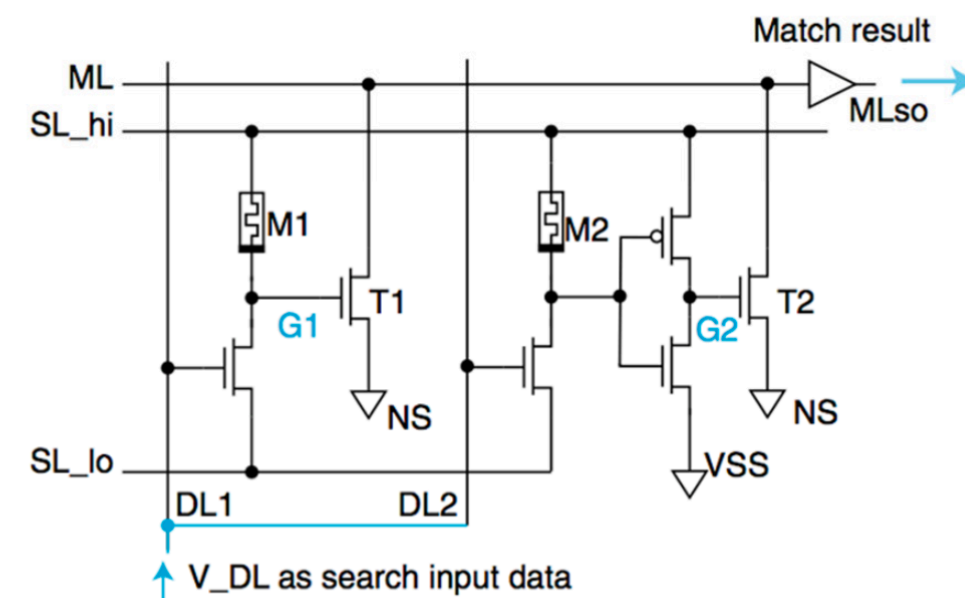 Match result
ML
MLso
SL_hi
M1
M2
T1
T2
G1
G2
NS
NS
SL_lo
VSS
DL1
DL2
V_DL as search input data